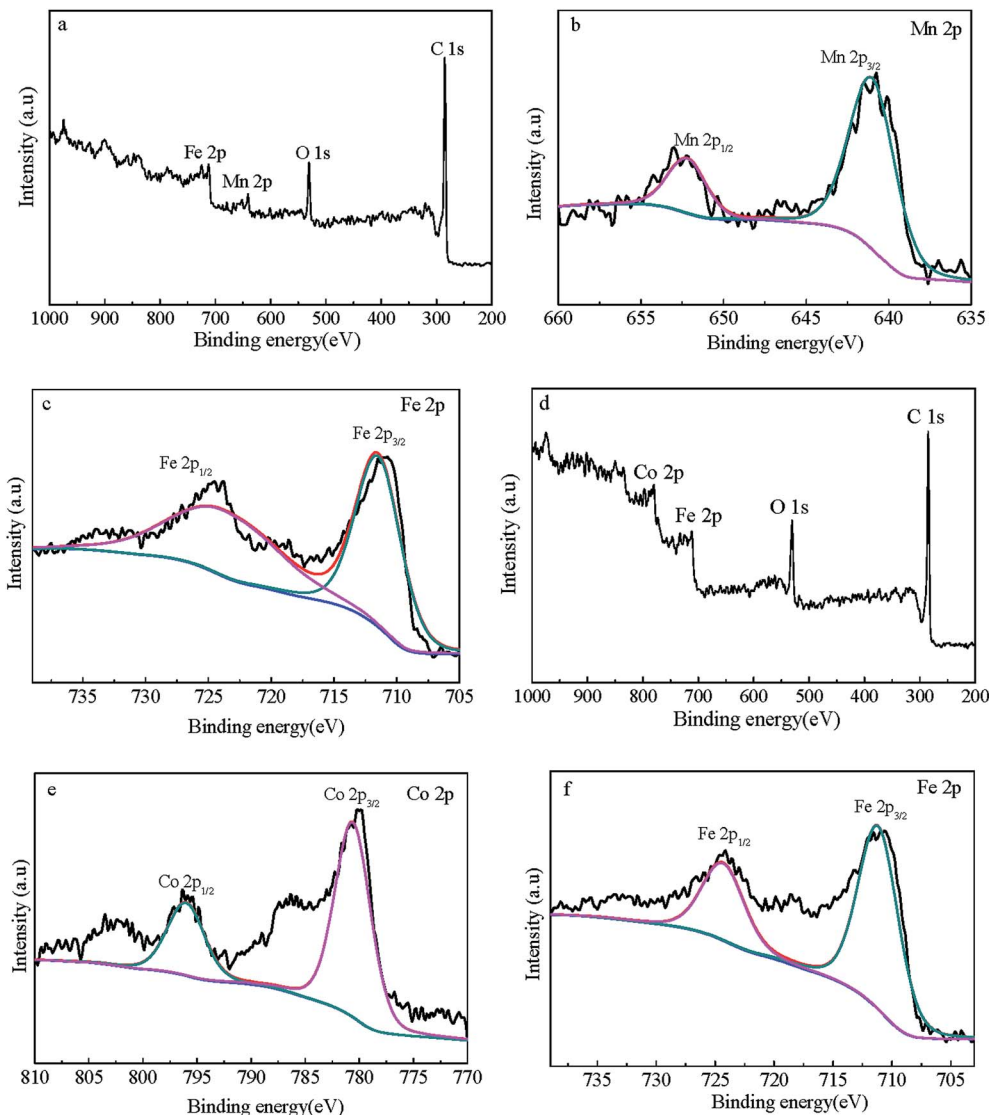 a
C 1s
Fe 2p
Mn 2p
O 1s
Intensity (a.u)
1000 900 800 700 600 500 400 300 200
Binding energy(eV)
b
Mn 2p
Mn 2p3/2
Mn 2p1/2
Intensity (a.u)
660 655 650 645 640 635
Binding energy(eV)
c
Fe 2p
Fe 2p3/2
Fe 2p1/2
Intensity (a.u)
735 730 725 720 715 710 705
Binding energy(eV)
d
C 1s
Co 2p
Fe 2p
O 1s
Intensity (a.u)
1000 900 800 700 600 500 400 300 200
Binding energy(eV)
e
Co 2p3/2
Co 2p
Co 2p1/2
Intensity (a.u)
810 805 800 795 790 785 780 775 770
Binding energy(eV)
f
Fe 2p
Fe 2p3/2
Fe 2p1/2
Intensity (a.u)
735 730 725 720 715 710 705
Binding energy(eV)